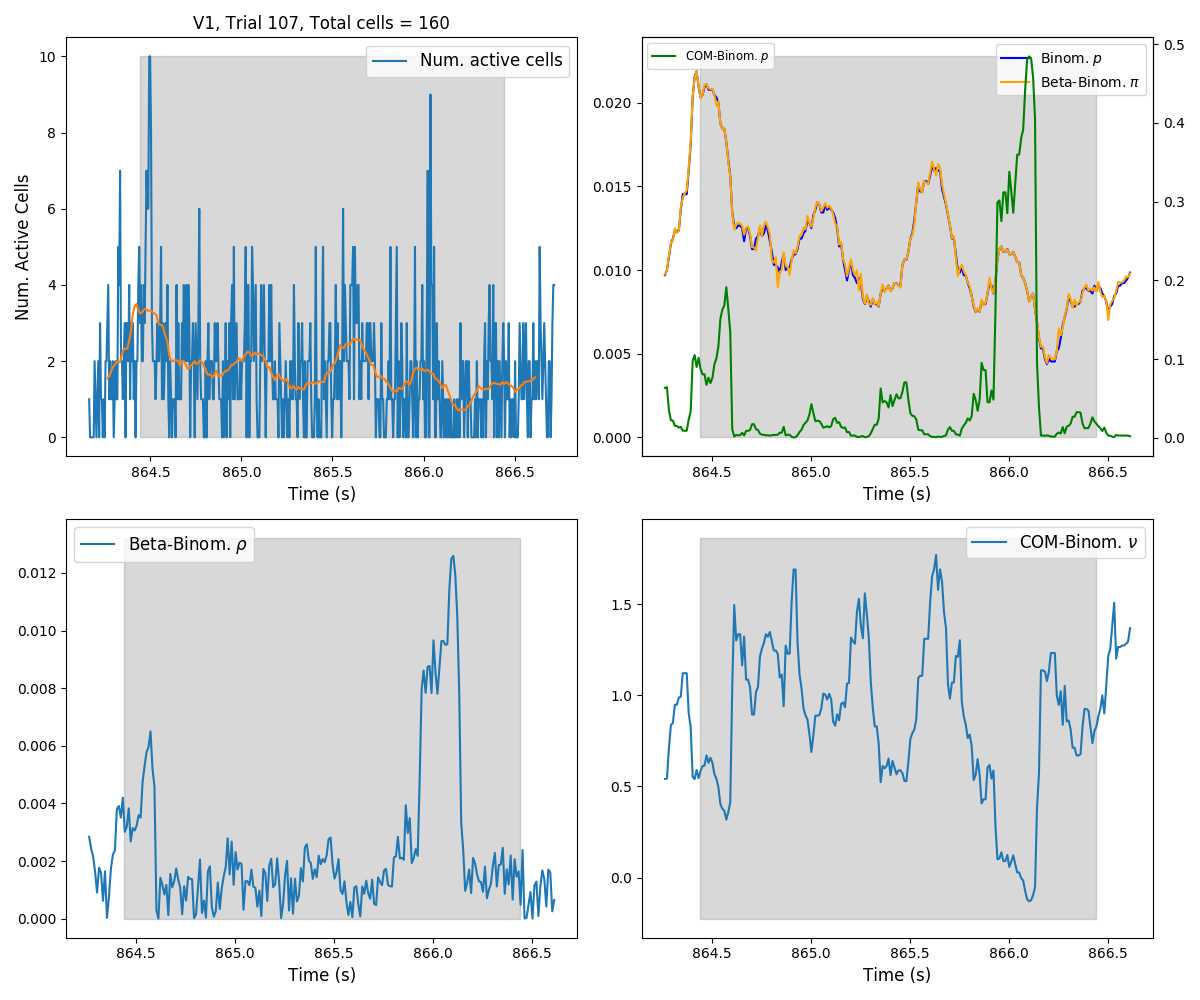 V1, Trial 107, Total cells = 160
Num. active cells
Num. Active Cells
10
8
6
4
2
0
864.5 865.0 865.5 866.0 866.5
Time (s)
COM-Binom. p
Binom. p
Beta-Binom. π
0.020
0.015
0.010
0.005
0.000
0.5
0.4
0.3
0.2
0.1
0.0
864.5 865.0 865.5 866.0 866.5
Time (s)
Beta-Binom. ρ
0.012
0.010
0.008
0.006
0.004
0.002
0.000
864.5 865.0 865.5 866.0 866.5
Time (s)
COM-Binom. ν
1.5
1.0
0.5
0.0
864.5 865.0 865.5 866.0 866.5
Time (s)